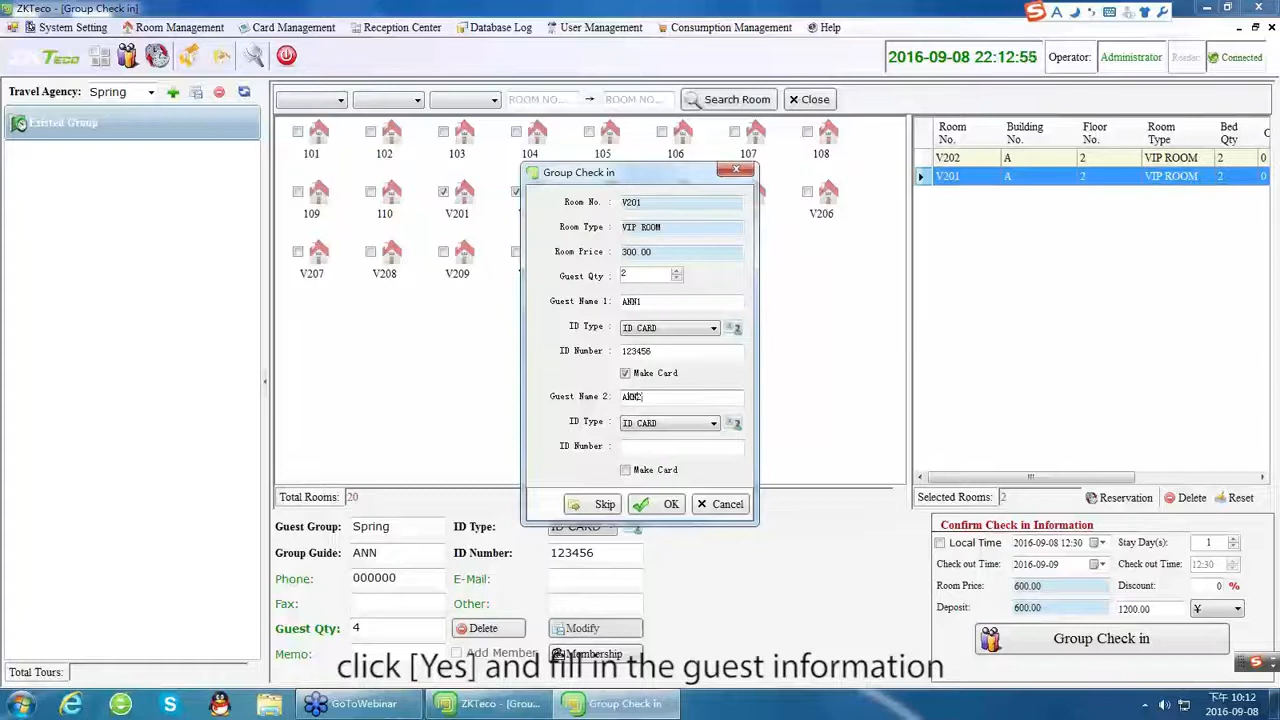 ZKTeco - [Group Check in]
System Setting Room Management Card Management Reception Center Database Log User Management Consumption Management Help
ZKTeco 2016-09-08 22:12:55 Operator: Administrator Reader: Connected
Travel Agency: Spring
Existed Group
ROOM NO... → ROOM NO... Search Room Close
101 102 103 104 105 106 108
109 110 V201 V206
V207 V208 V209
Room No. Building No. Floor No. Room Type Bed Qty
V202 A 2 VIP ROOM 2 0
V201 A 2 VIP ROOM 2 0
Group Check in
Room No. : V201
Room Type : VIP ROOM
Room Price : 300.00
Guest Qty : 2
Guest Name 1: ANN1
ID Type : ID CARD
ID Number : 123456
Make Card
Guest Name 2:
ID Type : ID CARD
ID Number :
Make Card
Skip OK Cancel
Total Rooms: 20
Selected Rooms: 2 Reservation Delete Reset
Guest Group: Spring ID Type: ID CARD
Group Guide: ANN ID Number: 123456
Phone: 000000 E-Mail:
Fax: Other:
Guest Qty: 4 Delete Modify
Memo: Add Member Membership
Confirm Check in Information
Local Time 2016-09-08 12:30 Stay Day(s): 1
Check out Time: 2016-09-09 Check out Time: 12:30
Room Price: 600.00 Discount: 0 %
Deposit: 600.00 1200.00 ¥
Group Check in
Total Tours:
click [Yes] and fill in the guest information
GoToWebinar ZKTeco - [Grou... Group Check in
下午 10:12
2016-09-08